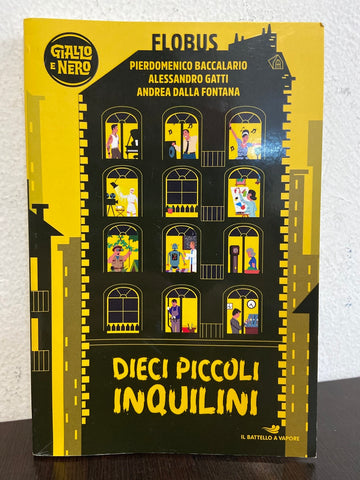 GIALLO
E NERO
FLOBUS
PIERDOMENICO BACCALARIO
ALESSANDRO GATTI
ANDREA DALLA FONTANA
DIECI PICCOLI
INQUILINI
IL BATTELLO A VAPORE